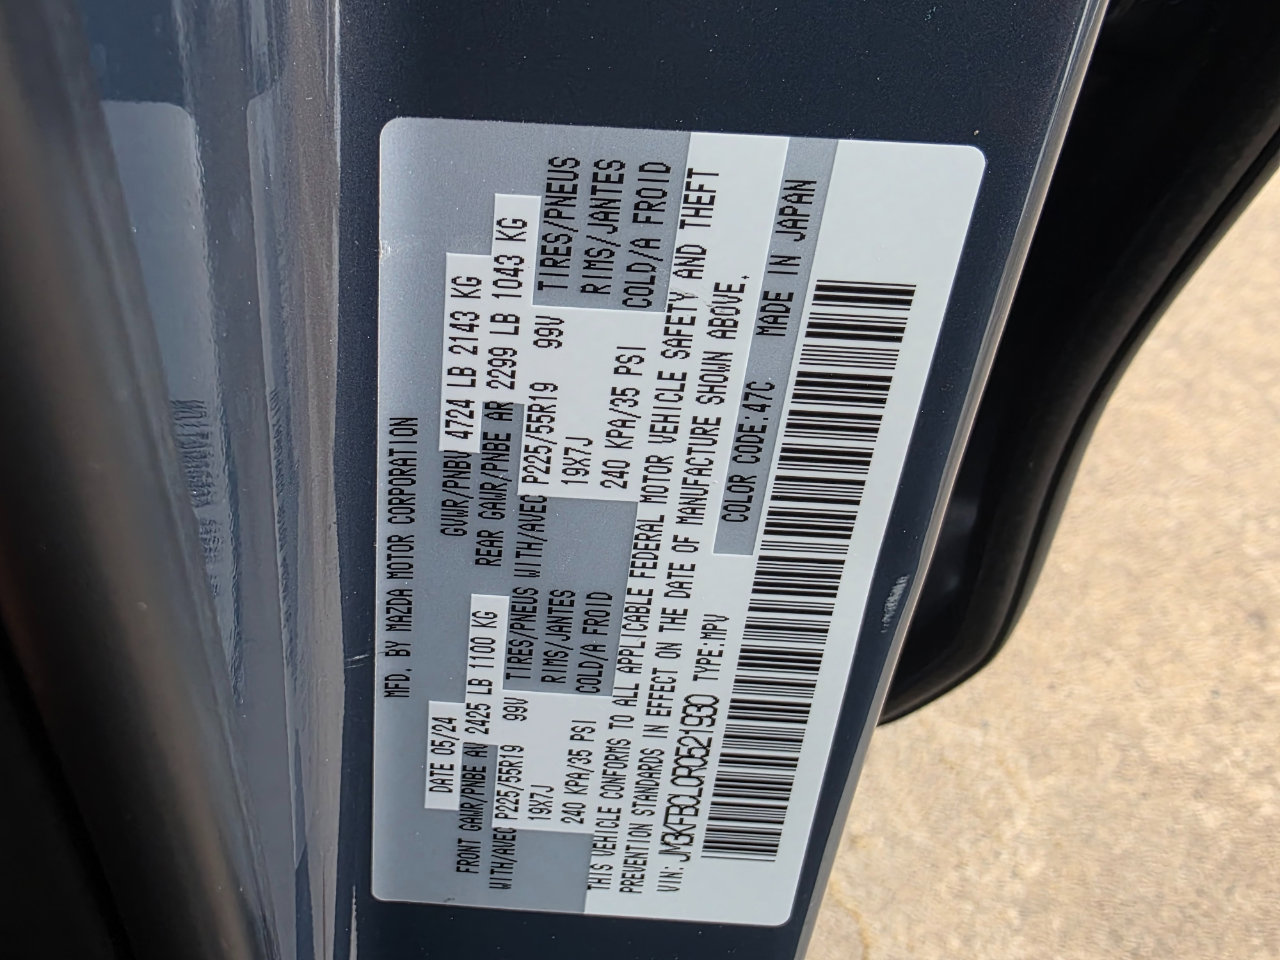 MFD. BY MAZDA MOTOR CORPORATION
DATE 05/24 GVWR/PNBV 4724 LB 2143 KG
FRONT GAWR/PNBE AV 2425 LB 1100 KG REAR GAWR/PNBE AR 2299 LB 1043 KG
WITH/AVEC P225/55R19 99V TIRES/PNEUS WITH/AVEC P225/55R19 99V TIRES/PNEUS
19X7J RIMS/JANTES 19X7J RIMS/JANTES
240 KPA/35 PSI COLD/A FROID 240 KPA/35 PSI COLD/A FROID
THIS VEHICLE CONFORMS TO ALL APPLICABLE FEDERAL MOTOR VEHICLE SAFETY AND THEFT
PREVENTION STANDARDS IN EFFECT ON THE DATE OF MANUFACTURE SHOWN ABOVE.
VIN: JM3KFBCL0R0521930 TYPE:MPV COLOR CODE:47C MADE IN JAPAN